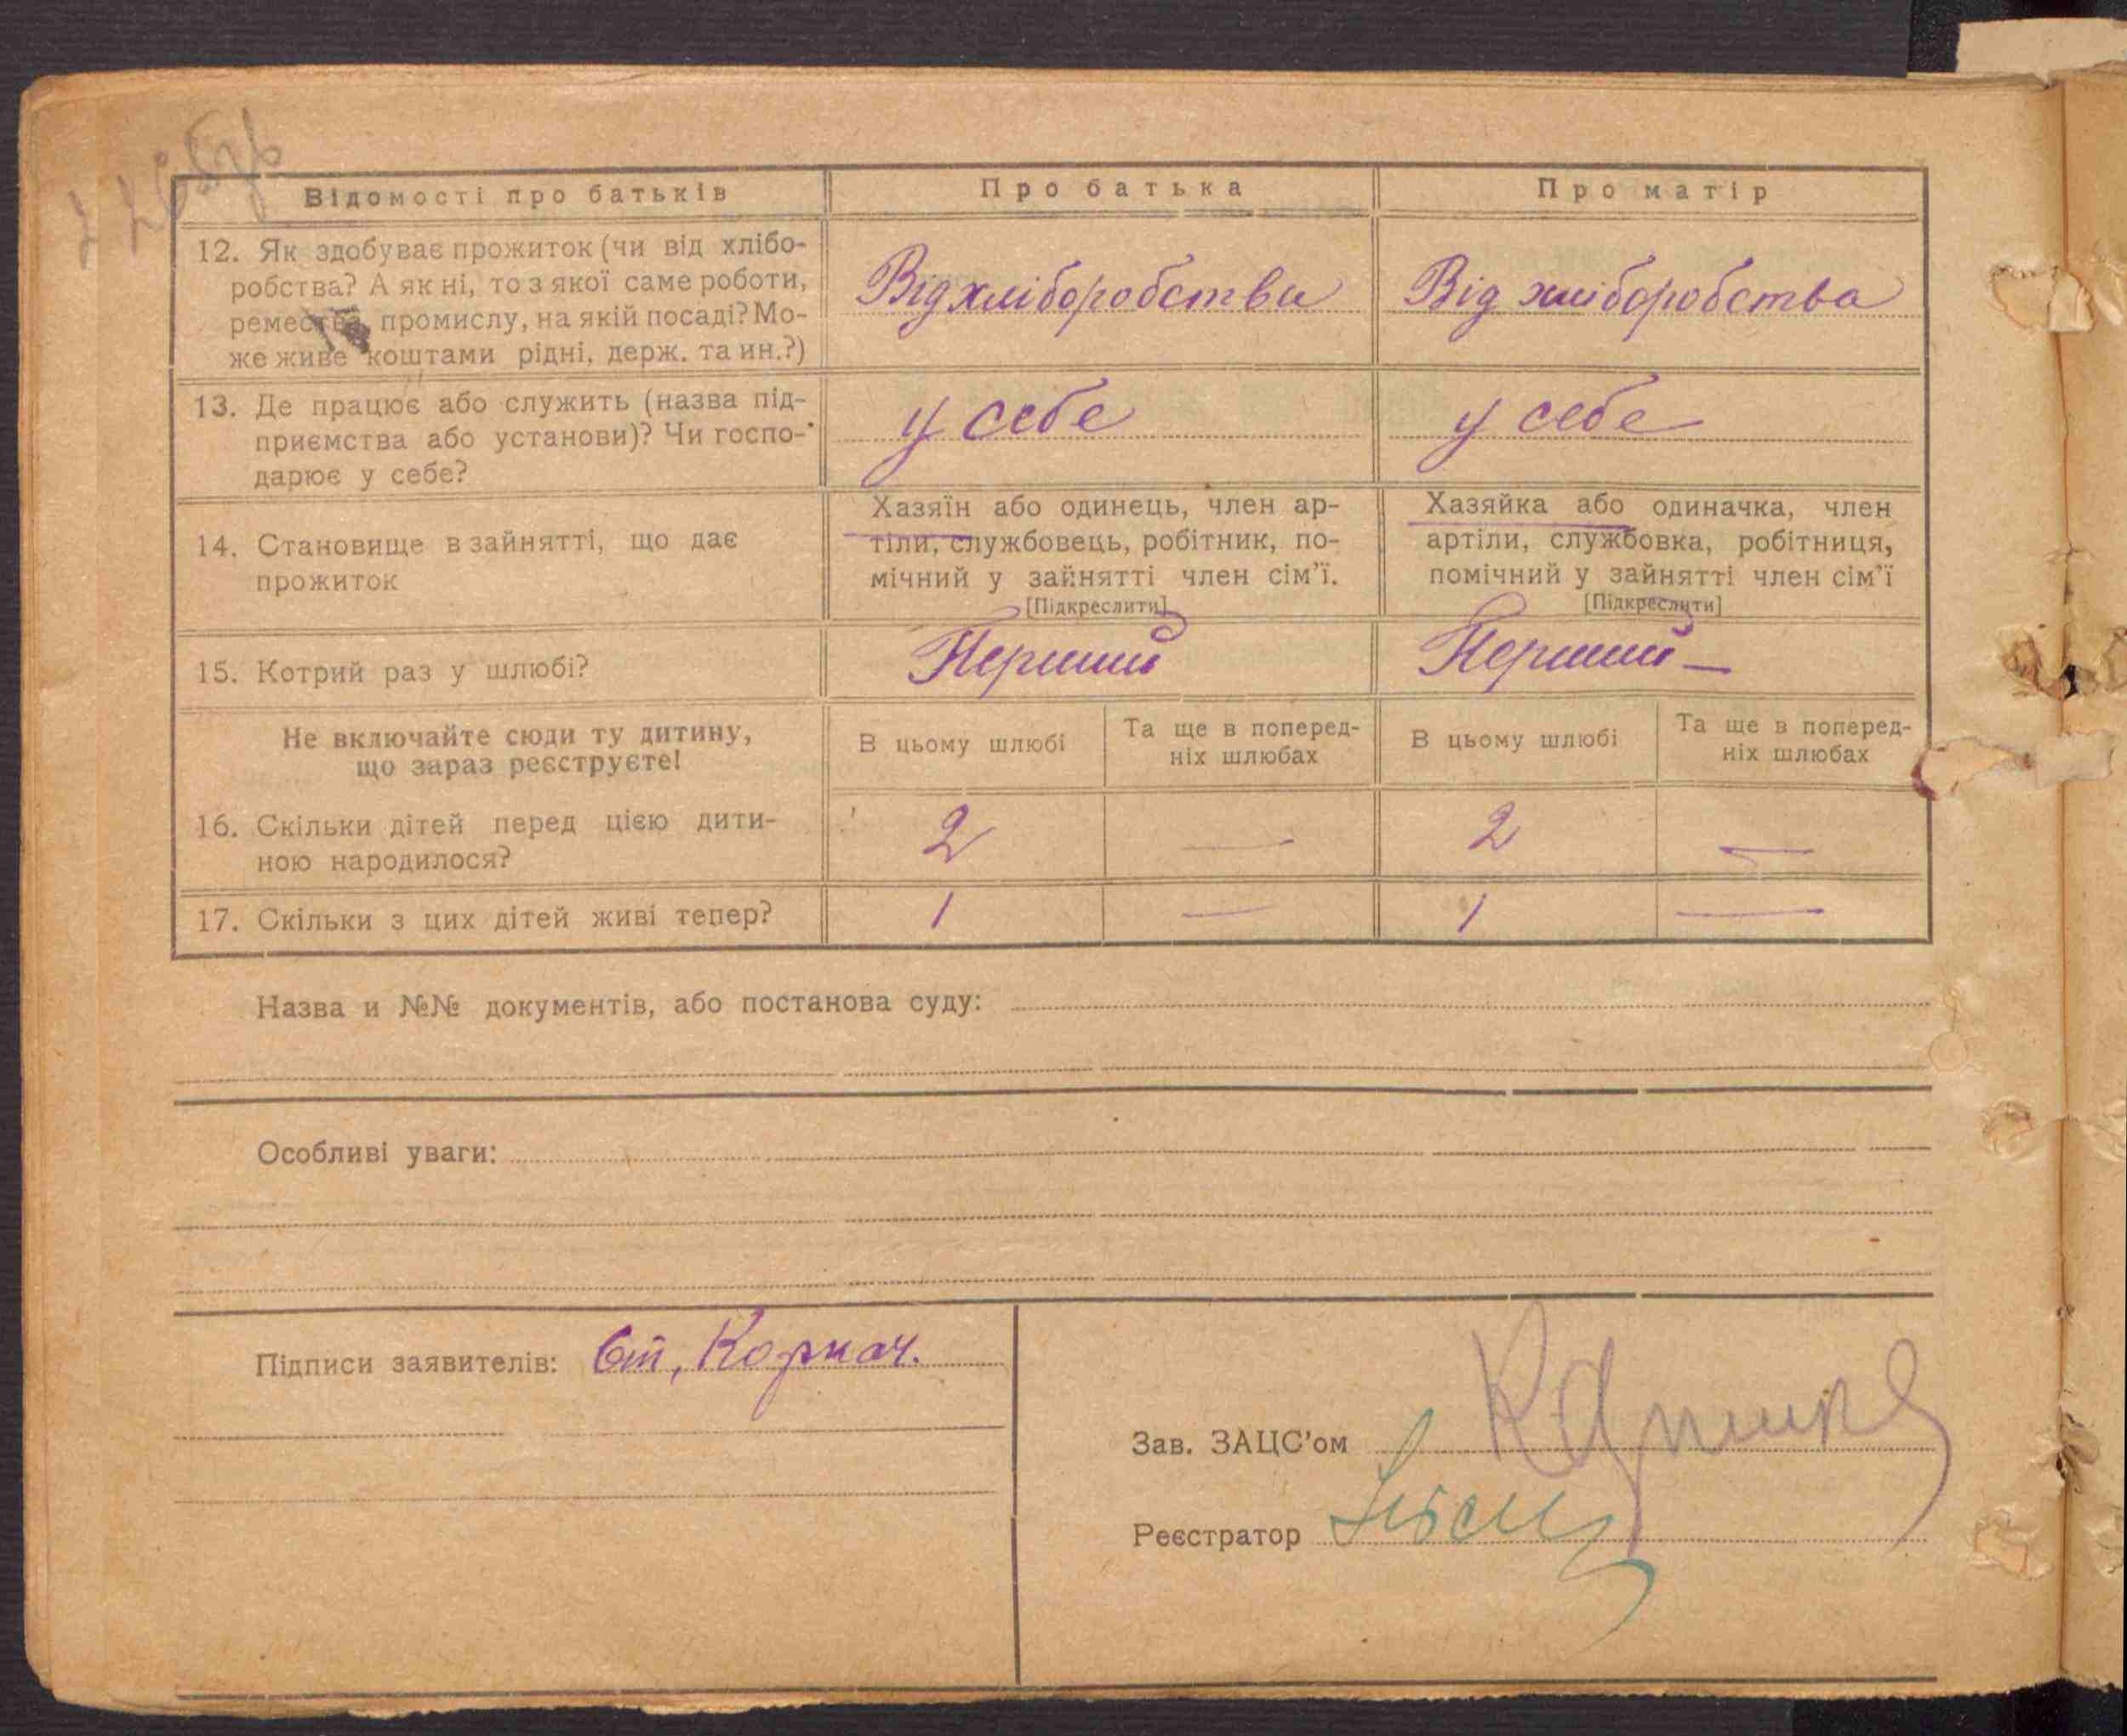 Відомості про батьків
Про батька
Про матір
12. Як здобуває прожиток (чи від хлібо-
робства? А як ні, то з якої саме роботи,
ремества промислу, на якій посаді? Мо-
же живе коштами рідні, держ. та ин.?)
Від хліборобства
Від хліборобства
13. Де працює або служить (назва під-
приємства або установи)? Чи госпо-
дарює у себе?
у себе
у себе
14. Становище в зайнятті, що дає
прожиток
Хазяїн або одинець, член ар-
тіли, службовець, робітник, по-
мічний у зайнятті член сім'ї.
[Підкреслити]
Хазяйка або одиначка, член
артіли, службовка, робітниця,
помічний у зайнятті член сім'ї
[Підкреслити]
15. Котрий раз у шлюбі?
Перший
Перший —
Не включайте сюди ту дитину,
що зараз реєструєте!
В цьому шлюбі
Та ще в поперед-
ніх шлюбах
В цьому шлюбі
Та ще в поперед-
ніх шлюбах
16. Скільки дітей перед цією дити-
ною народилося?
2
—
2
—
17. Скільки з цих дітей живі тепер?
1
—
1
—
Назва и №№ документів, або постанова суду:
Особливі уваги:
Підписи заявителів:
Зав. ЗАЦС'ом
Реєстратор